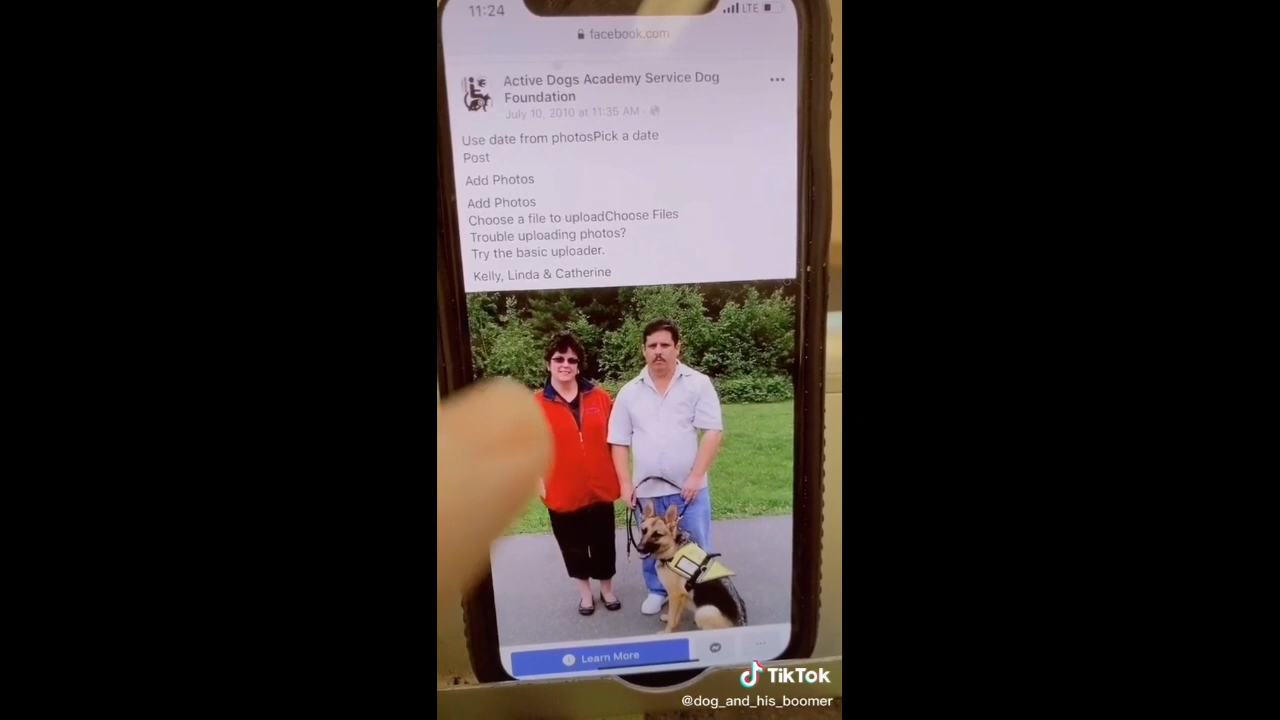 11:24
LTE
facebook.com
Active Dogs Academy Service Dog
Foundation
July 10, 2010 at 11:35 AM
Use date from photosPick a date
Post
Add Photos
Add Photos
Choose a file to uploadChoose Files
Trouble uploading photos?
Try the basic uploader.
Kelly, Linda & Catherine
Learn More
TikTok
@dog_and_his_boomer